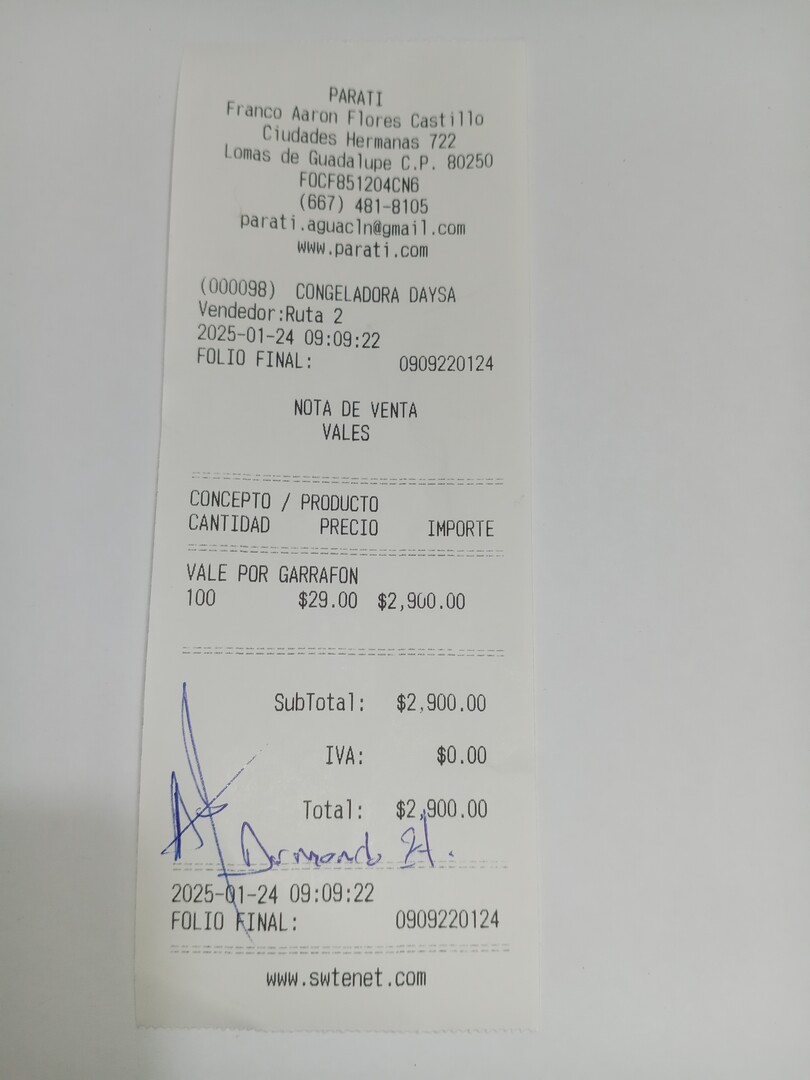 PARATI
Franco Aaron Flores Castillo
Ciudades Hermanas 722
Lomas de Guadalupe C.P. 80250
FOCF851204CN6
(667) 481-8105
parati.aguacln@gmail.com
www.parati.com
(000098) CONGELADORA DAYSA
Vendedor:Ruta 2
2025-01-24 09:09:22
FOLIO FINAL: 0909220124
NOTA DE VENTA
VALES
CONCEPTO / PRODUCTO
CANTIDAD PRECIO IMPORTE
VALE POR GARRAFON
100 $29.00 $2,900.00
SubTotal: $2,900.00
IVA: $0.00
Total: $2,900.00
H.
2025-01-24 09:09:22
FOLIO FINAL: 0909220124
www.swtenet.com